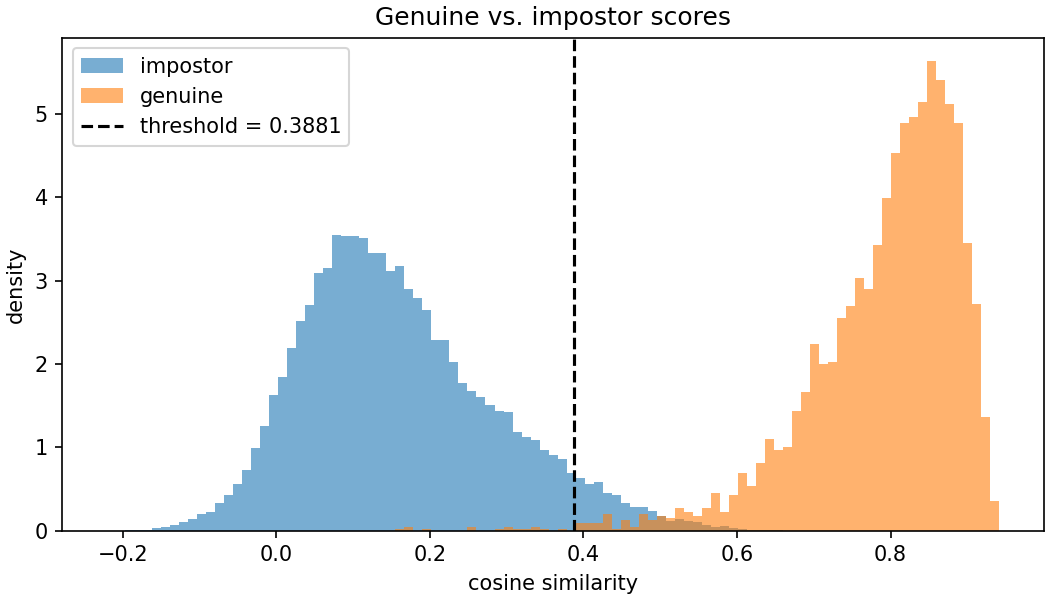 Genuine vs. impostor scores
impostor
genuine
threshold = 0.3881
density
5
4
3
2
1
0
−0.2
0.0
0.2
0.4
0.6
0.8
cosine similarity